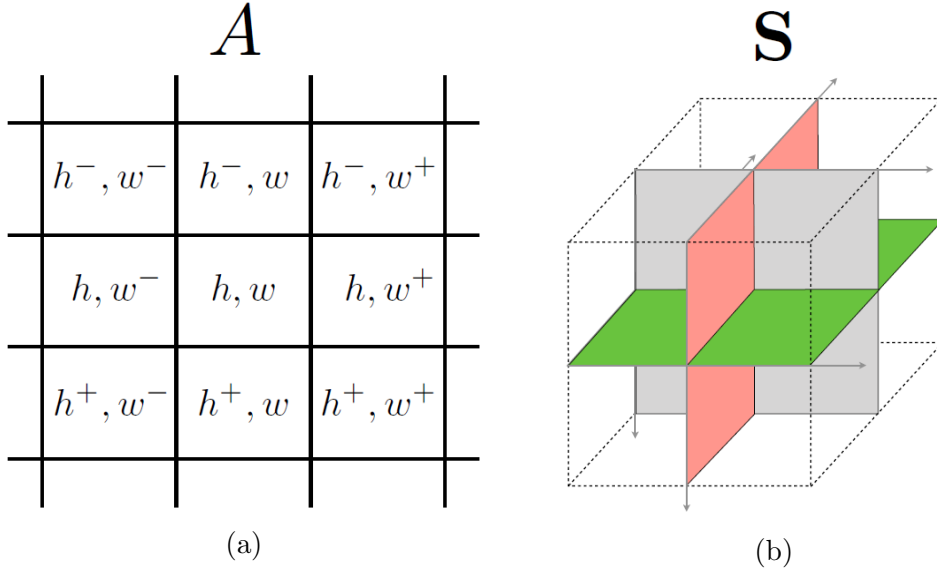 A
S
h⁻, w⁻ h⁻, w h⁻, w⁺
h, w⁻ h, w h, w⁺
h⁺, w⁻ h⁺, w h⁺, w⁺
(a)
(b)